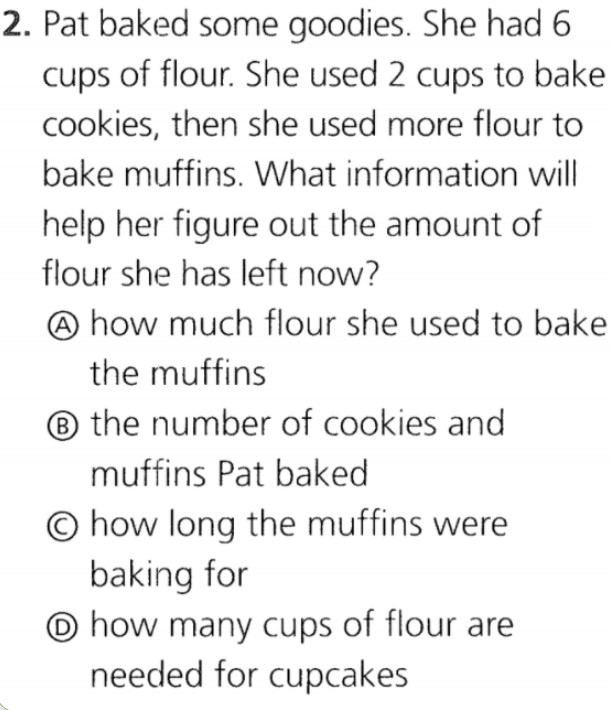 2. Pat baked some goodies. She had 6
cups of flour. She used 2 cups to bake
cookies, then she used more flour to
bake muffins. What information will
help her figure out the amount of
flour she has left now?
Ⓐ how much flour she used to bake
the muffins
Ⓑ the number of cookies and
muffins Pat baked
Ⓒ how long the muffins were
baking for
Ⓓ how many cups of flour are
needed for cupcakes